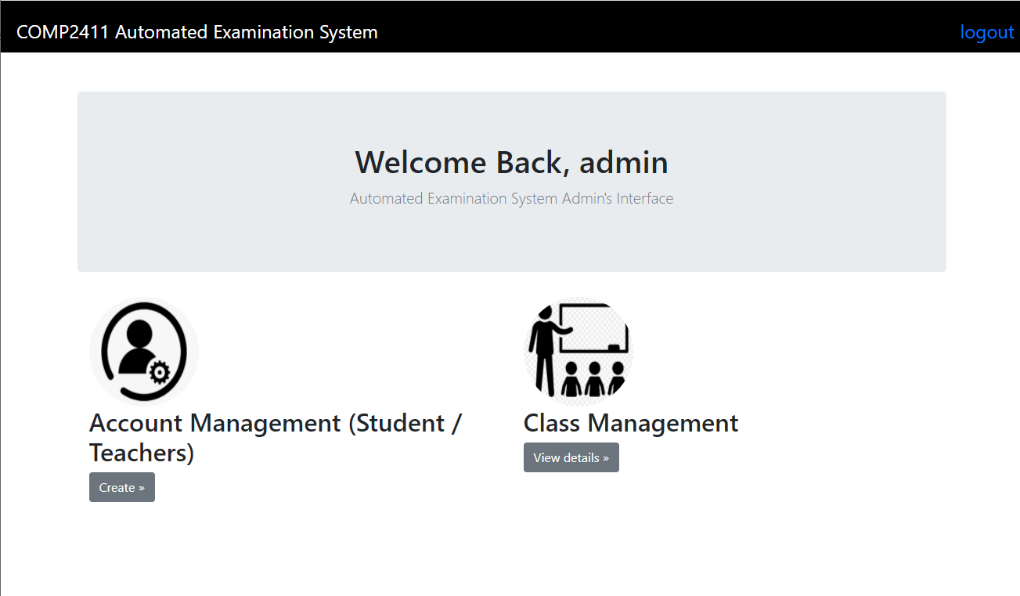 COMP2411 Automated Examination System
logout
Welcome Back, admin
Automated Examination System Admin's Interface
Account Management (Student /
Teachers)
Create »
Class Management
View details »